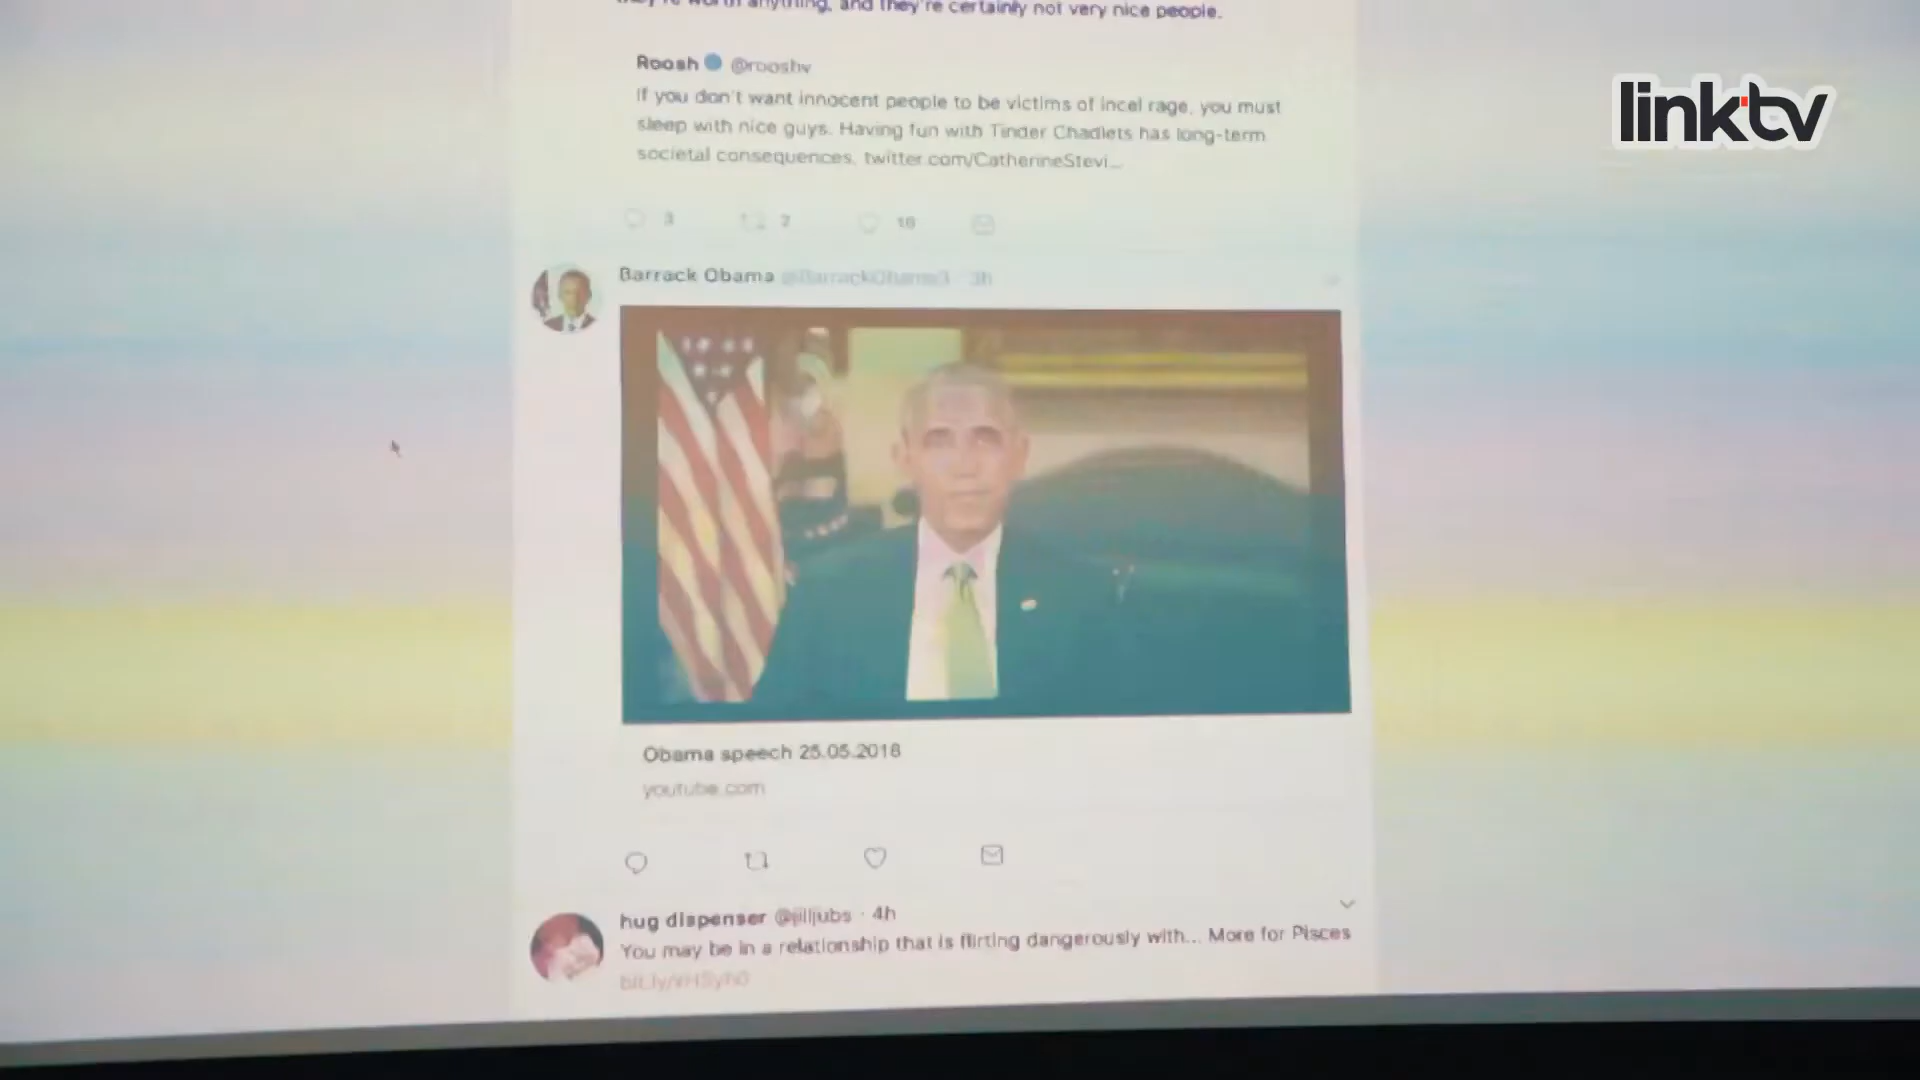 they're worth anything, and they're certainly not very nice people.
Roosh @rooshv
If you don't want innocent people to be victims of incel rage, you must
sleep with nice guys. Having fun with Tinder Chadlets has long-term
societal consequences. twitter.com/CatherineStevi...
3 2 16
linktv
Barrack Obama @BarrackObama3 · 3h
Obama speech 25.05.2018
youtube.com
hug dispenser @jilljubs · 4h
You may be in a relationship that is flirting dangerously with... More for Pisces